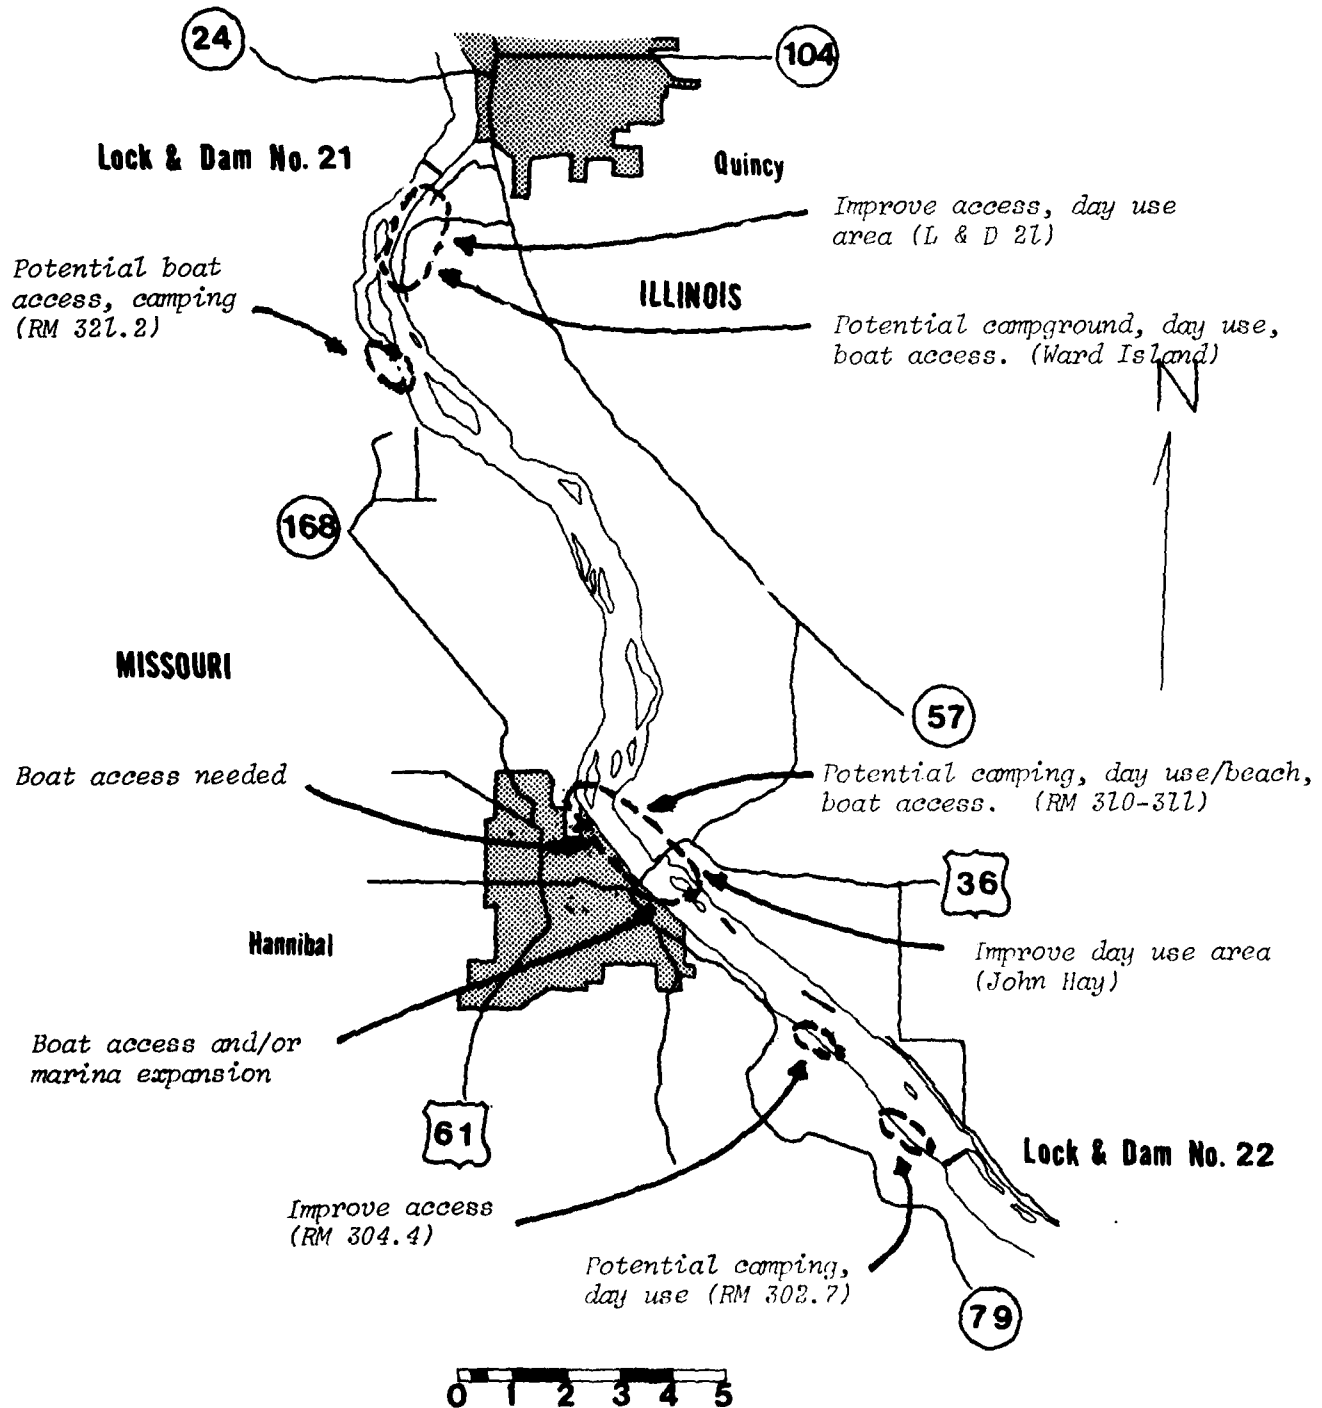 24
104
Lock & Dam No. 21
Quincy
Improve access, day use
area (L & D 21)
Potential boat
access, camping
(RM 321.2)
ILLINOIS
Potential campground, day use,
boat access. (Ward Island)
N
168
MISSOURI
57
Boat access needed
Potential camping, day use/beach,
boat access. (RM 310-311)
36
Hannibal
Improve day use area
(John Hay)
Boat access and/or
marina expansion
61
Lock & Dam No. 22
Improve access
(RM 304.4)
Potential camping,
day use (RM 302.7)
79
0 1 2 3 4 5